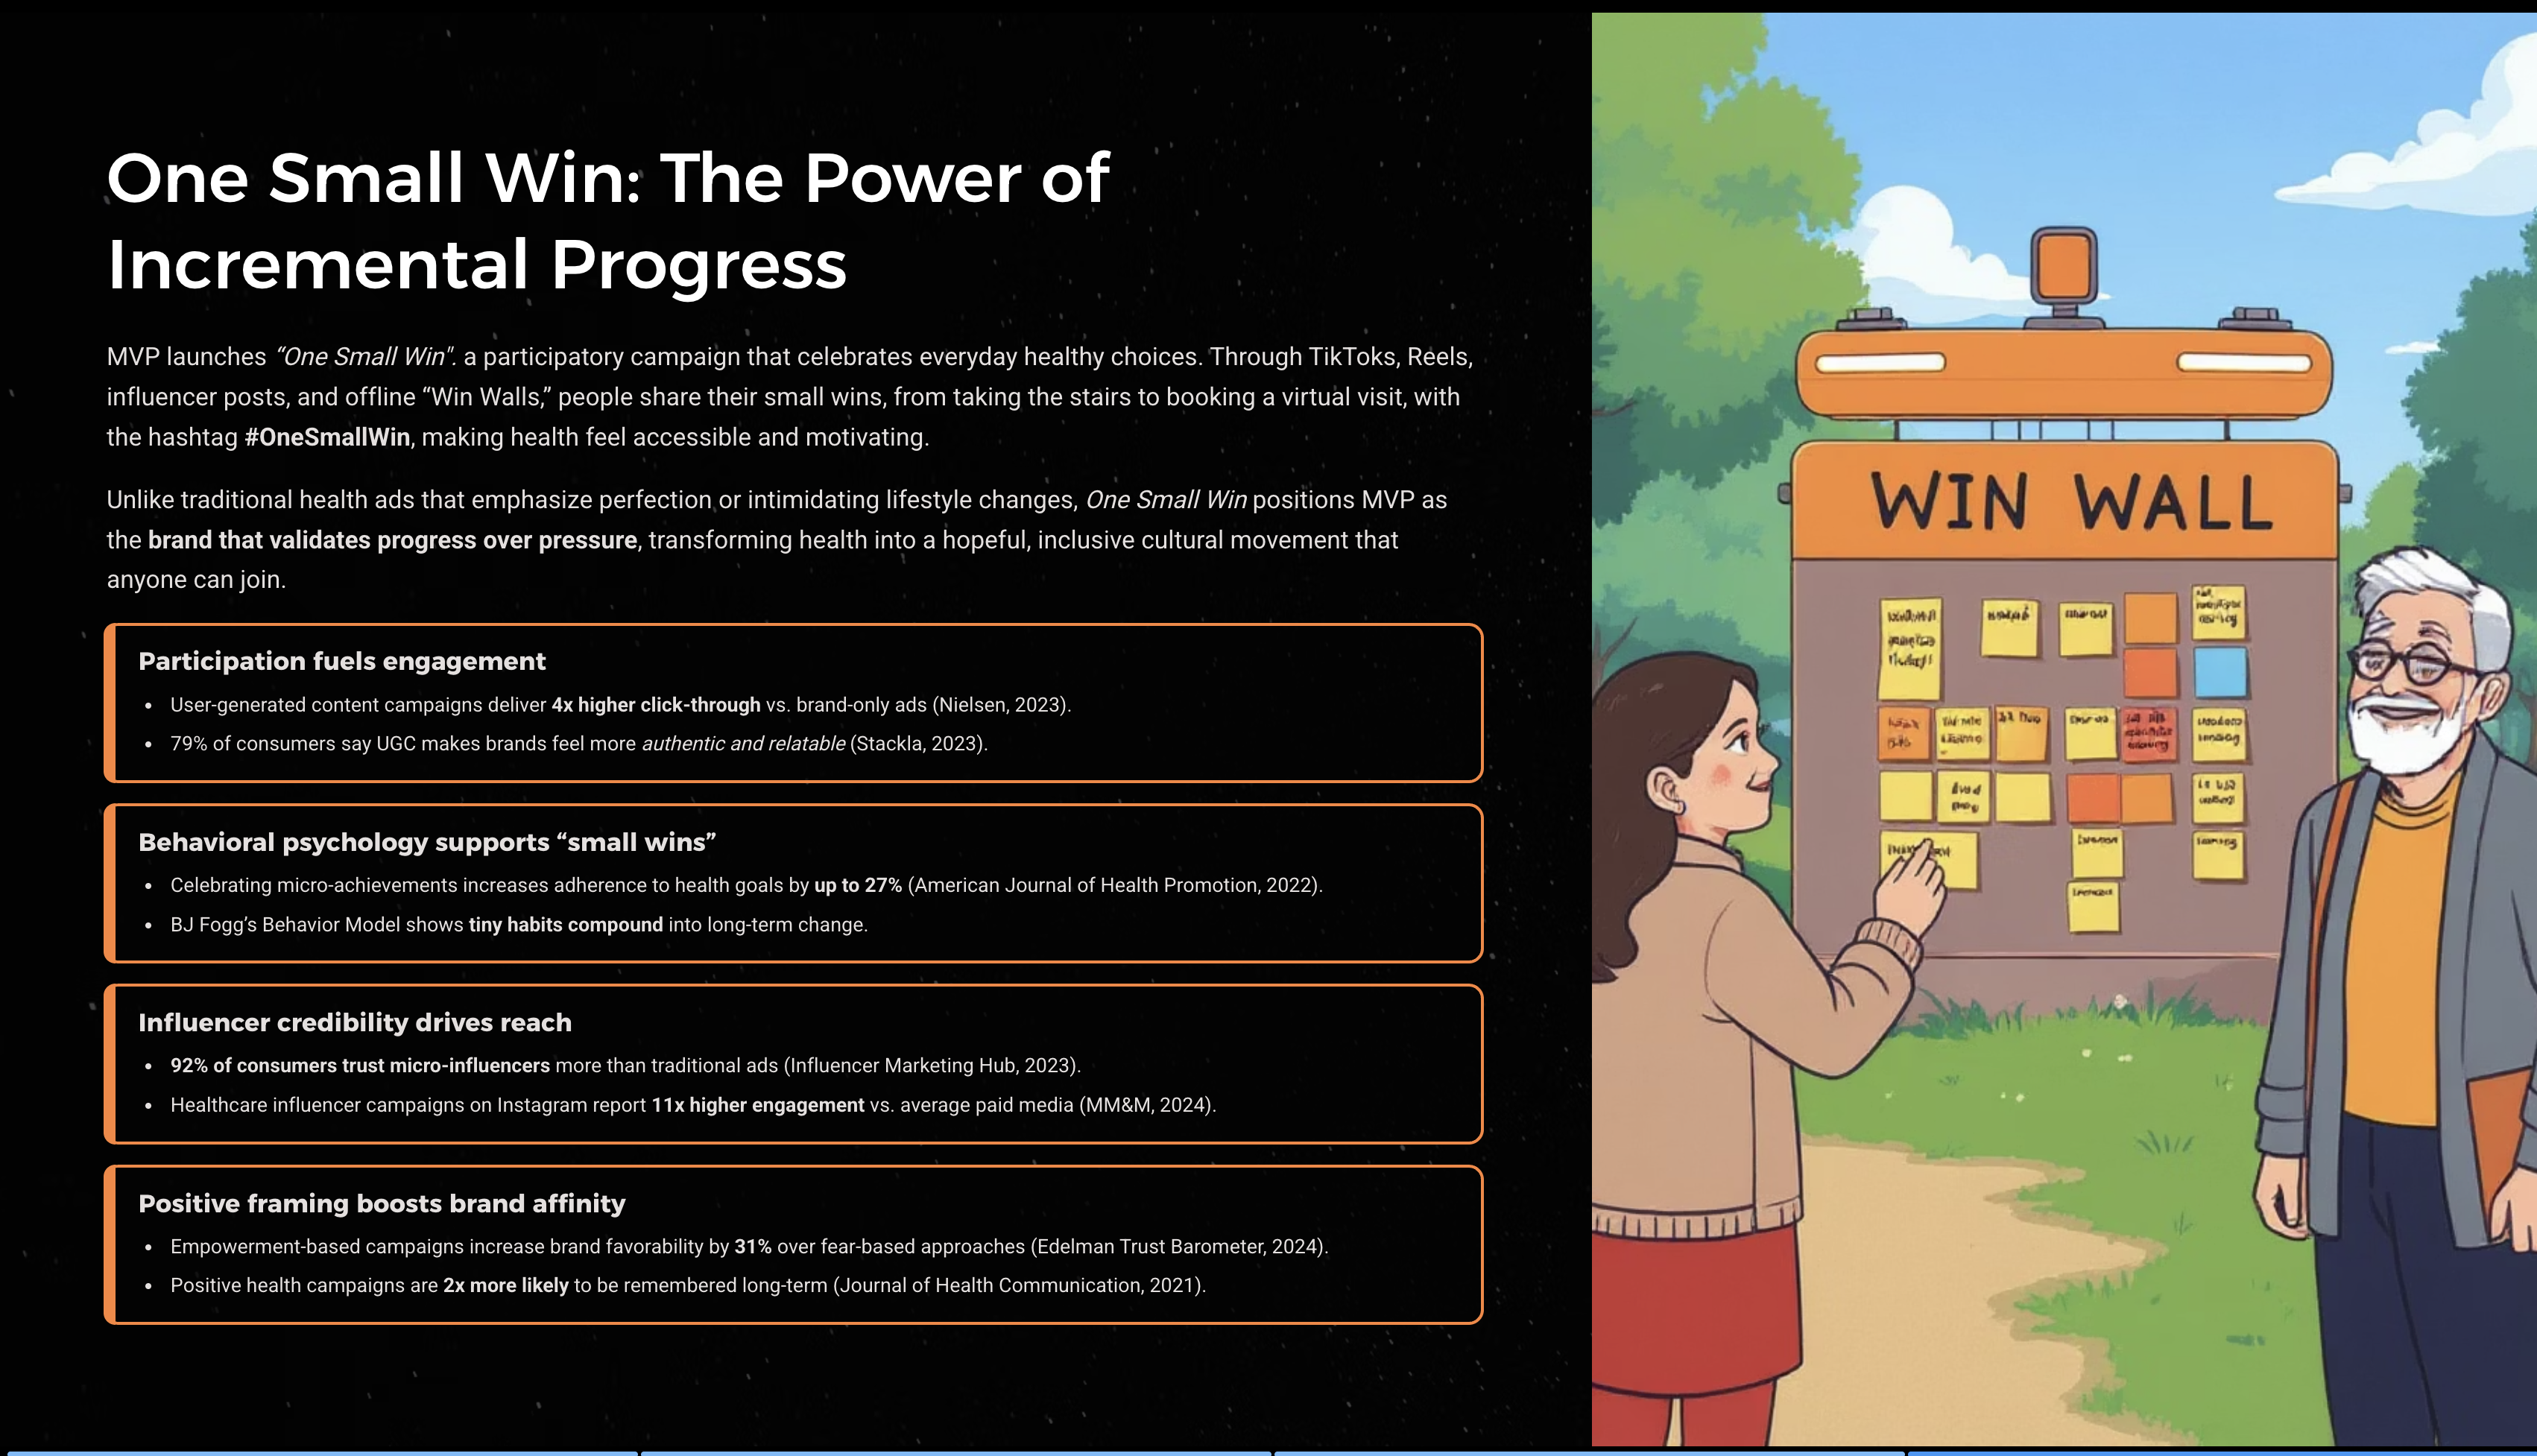 One Small Win: The Power of
Incremental Progress
MVP launches “One Small Win". a participatory campaign that celebrates everyday healthy choices. Through TikToks, Reels,
influencer posts, and offline “Win Walls,” people share their small wins, from taking the stairs to booking a virtual visit, with
the hashtag #OneSmallWin, making health feel accessible and motivating.
Unlike traditional health ads that emphasize perfection or intimidating lifestyle changes, One Small Win positions MVP as
the brand that validates progress over pressure, transforming health into a hopeful, inclusive cultural movement that
anyone can join.
Participation fuels engagement
• User-generated content campaigns deliver 4x higher click-through vs. brand-only ads (Nielsen, 2023).
• 79% of consumers say UGC makes brands feel more authentic and relatable (Stackla, 2023).
Behavioral psychology supports “small wins”
• Celebrating micro-achievements increases adherence to health goals by up to 27% (American Journal of Health Promotion, 2022).
• BJ Fogg’s Behavior Model shows tiny habits compound into long-term change.
Influencer credibility drives reach
• 92% of consumers trust micro-influencers more than traditional ads (Influencer Marketing Hub, 2023).
• Healthcare influencer campaigns on Instagram report 11x higher engagement vs. average paid media (MM&M, 2024).
Positive framing boosts brand affinity
• Empowerment-based campaigns increase brand favorability by 31% over fear-based approaches (Edelman Trust Barometer, 2024).
• Positive health campaigns are 2x more likely to be remembered long-term (Journal of Health Communication, 2021).
WIN WALL